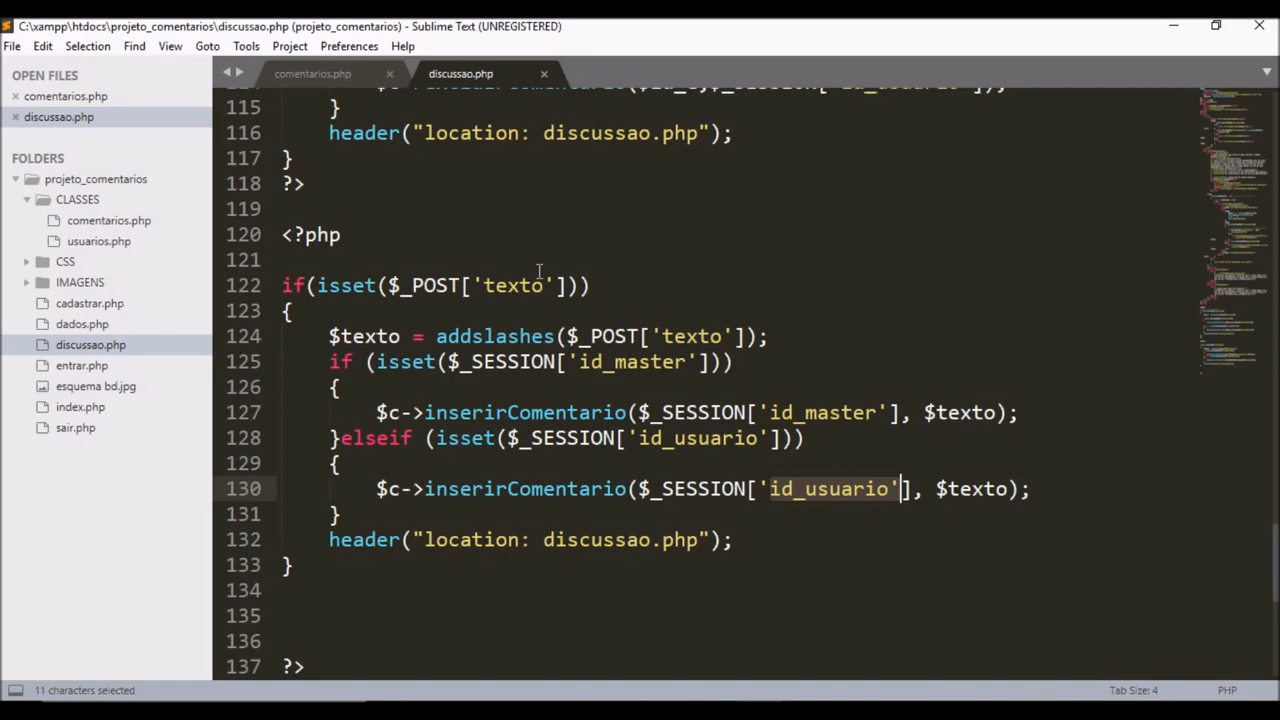 C:\xampp\htdocs\projeto_comentarios\discussao.php (projeto_comentarios) - Sublime Text (UNREGISTERED)
File Edit Selection Find View Goto Tools Project Preferences Help
OPEN FILES
comentarios.php
discussao.php
FOLDERS
projeto_comentarios
CLASSES
comentarios.php
usuarios.php
CSS
IMAGENS
cadastrar.php
dados.php
discussao.php
entrar.php
esquema bd.jpg
index.php
sair.php
comentarios.php discussao.php
115 }
116 header("location: discussao.php");
117 }
118 ?>
119
120 <?php
121
122 if(isset($_POST['texto']))
123 {
124 $texto = addslashes($_POST['texto']);
125 if (isset($_SESSION['id_master']))
126 {
127 $c->inserirComentario($_SESSION['id_master'], $texto);
128 }elseif (isset($_SESSION['id_usuario']))
129 {
130 $c->inserirComentario($_SESSION['id_usuario'], $texto);
131 }
132 header("location: discussao.php");
133 }
134
135
136
137 ?>
11 characters selected Tab Size: 4 PHP